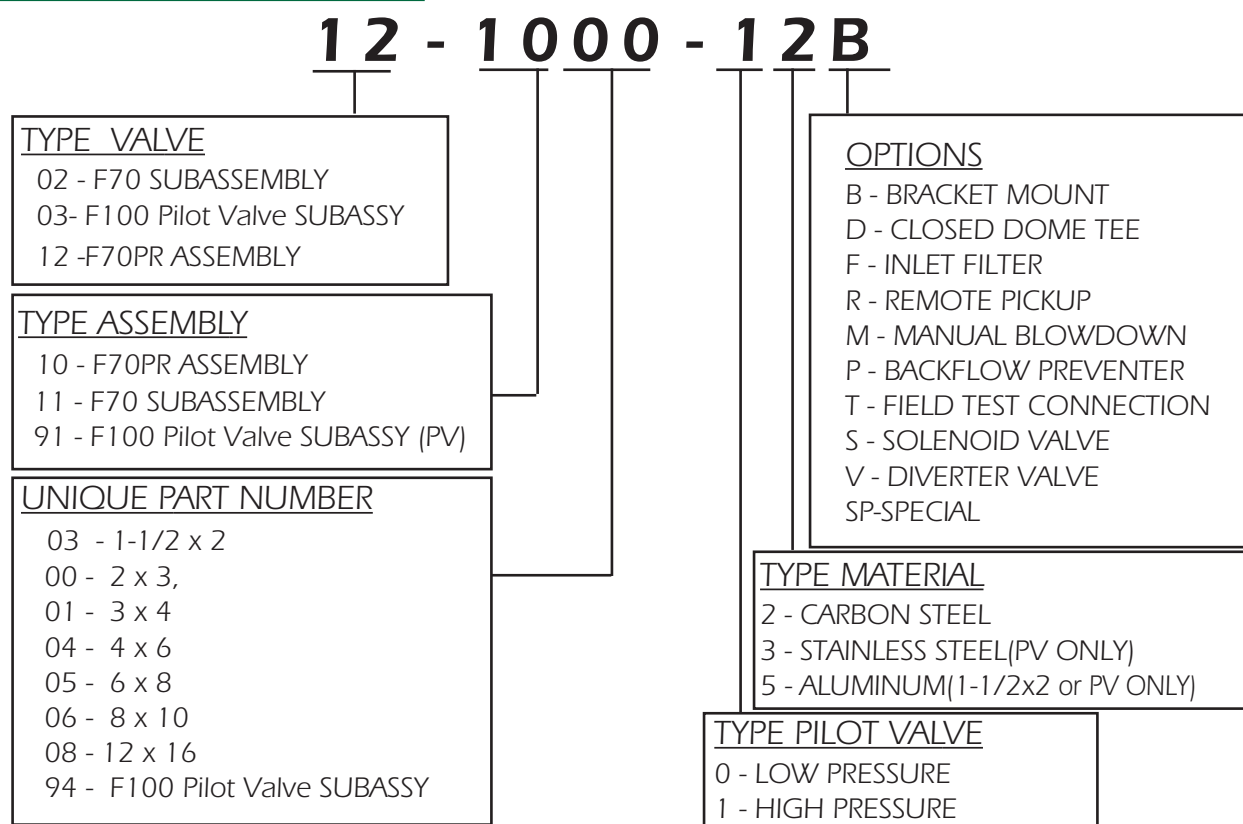 12 - 1000 - 12B
TYPE VALVE
02 - F70 SUBASSEMBLY
03- F100 Pilot Valve SUBASSY
12 -F70PR ASSEMBLY
TYPE ASSEMBLY
10 - F70PR ASSEMBLY
11 - F70 SUBASSEMBLY
91 - F100 Pilot Valve SUBASSY (PV)
UNIQUE PART NUMBER
03 - 1-1/2 x 2
00 - 2 x 3,
01 - 3 x 4
04 - 4 x 6
05 - 6 x 8
06 - 8 x 10
08 - 12 x 16
94 - F100 Pilot Valve SUBASSY
OPTIONS
B - BRACKET MOUNT
D - CLOSED DOME TEE
F - INLET FILTER
R - REMOTE PICKUP
M - MANUAL BLOWDOWN
P - BACKFLOW PREVENTER
T - FIELD TEST CONNECTION
S - SOLENOID VALVE
V - DIVERTER VALVE
SP-SPECIAL
TYPE MATERIAL
2 - CARBON STEEL
3 - STAINLESS STEEL(PV ONLY)
5 - ALUMINUM(1-1/2x2 or PV ONLY)
TYPE PILOT VALVE
0 - LOW PRESSURE
1 - HIGH PRESSURE